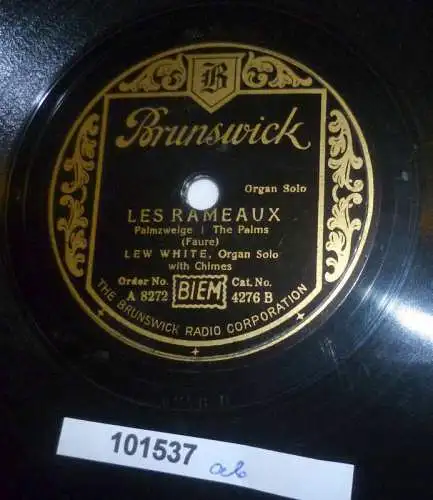 B
Brunswick
Organ Solo
LES RAMEAUX
Palmzweige | The Palms
(Faure)
LEW WHITE, Organ Solo
with Chimes
Order No. BIEM Cat. No.
A 8272 4276 B
THE BRUNSWICK RADIO CORPORATION
101537